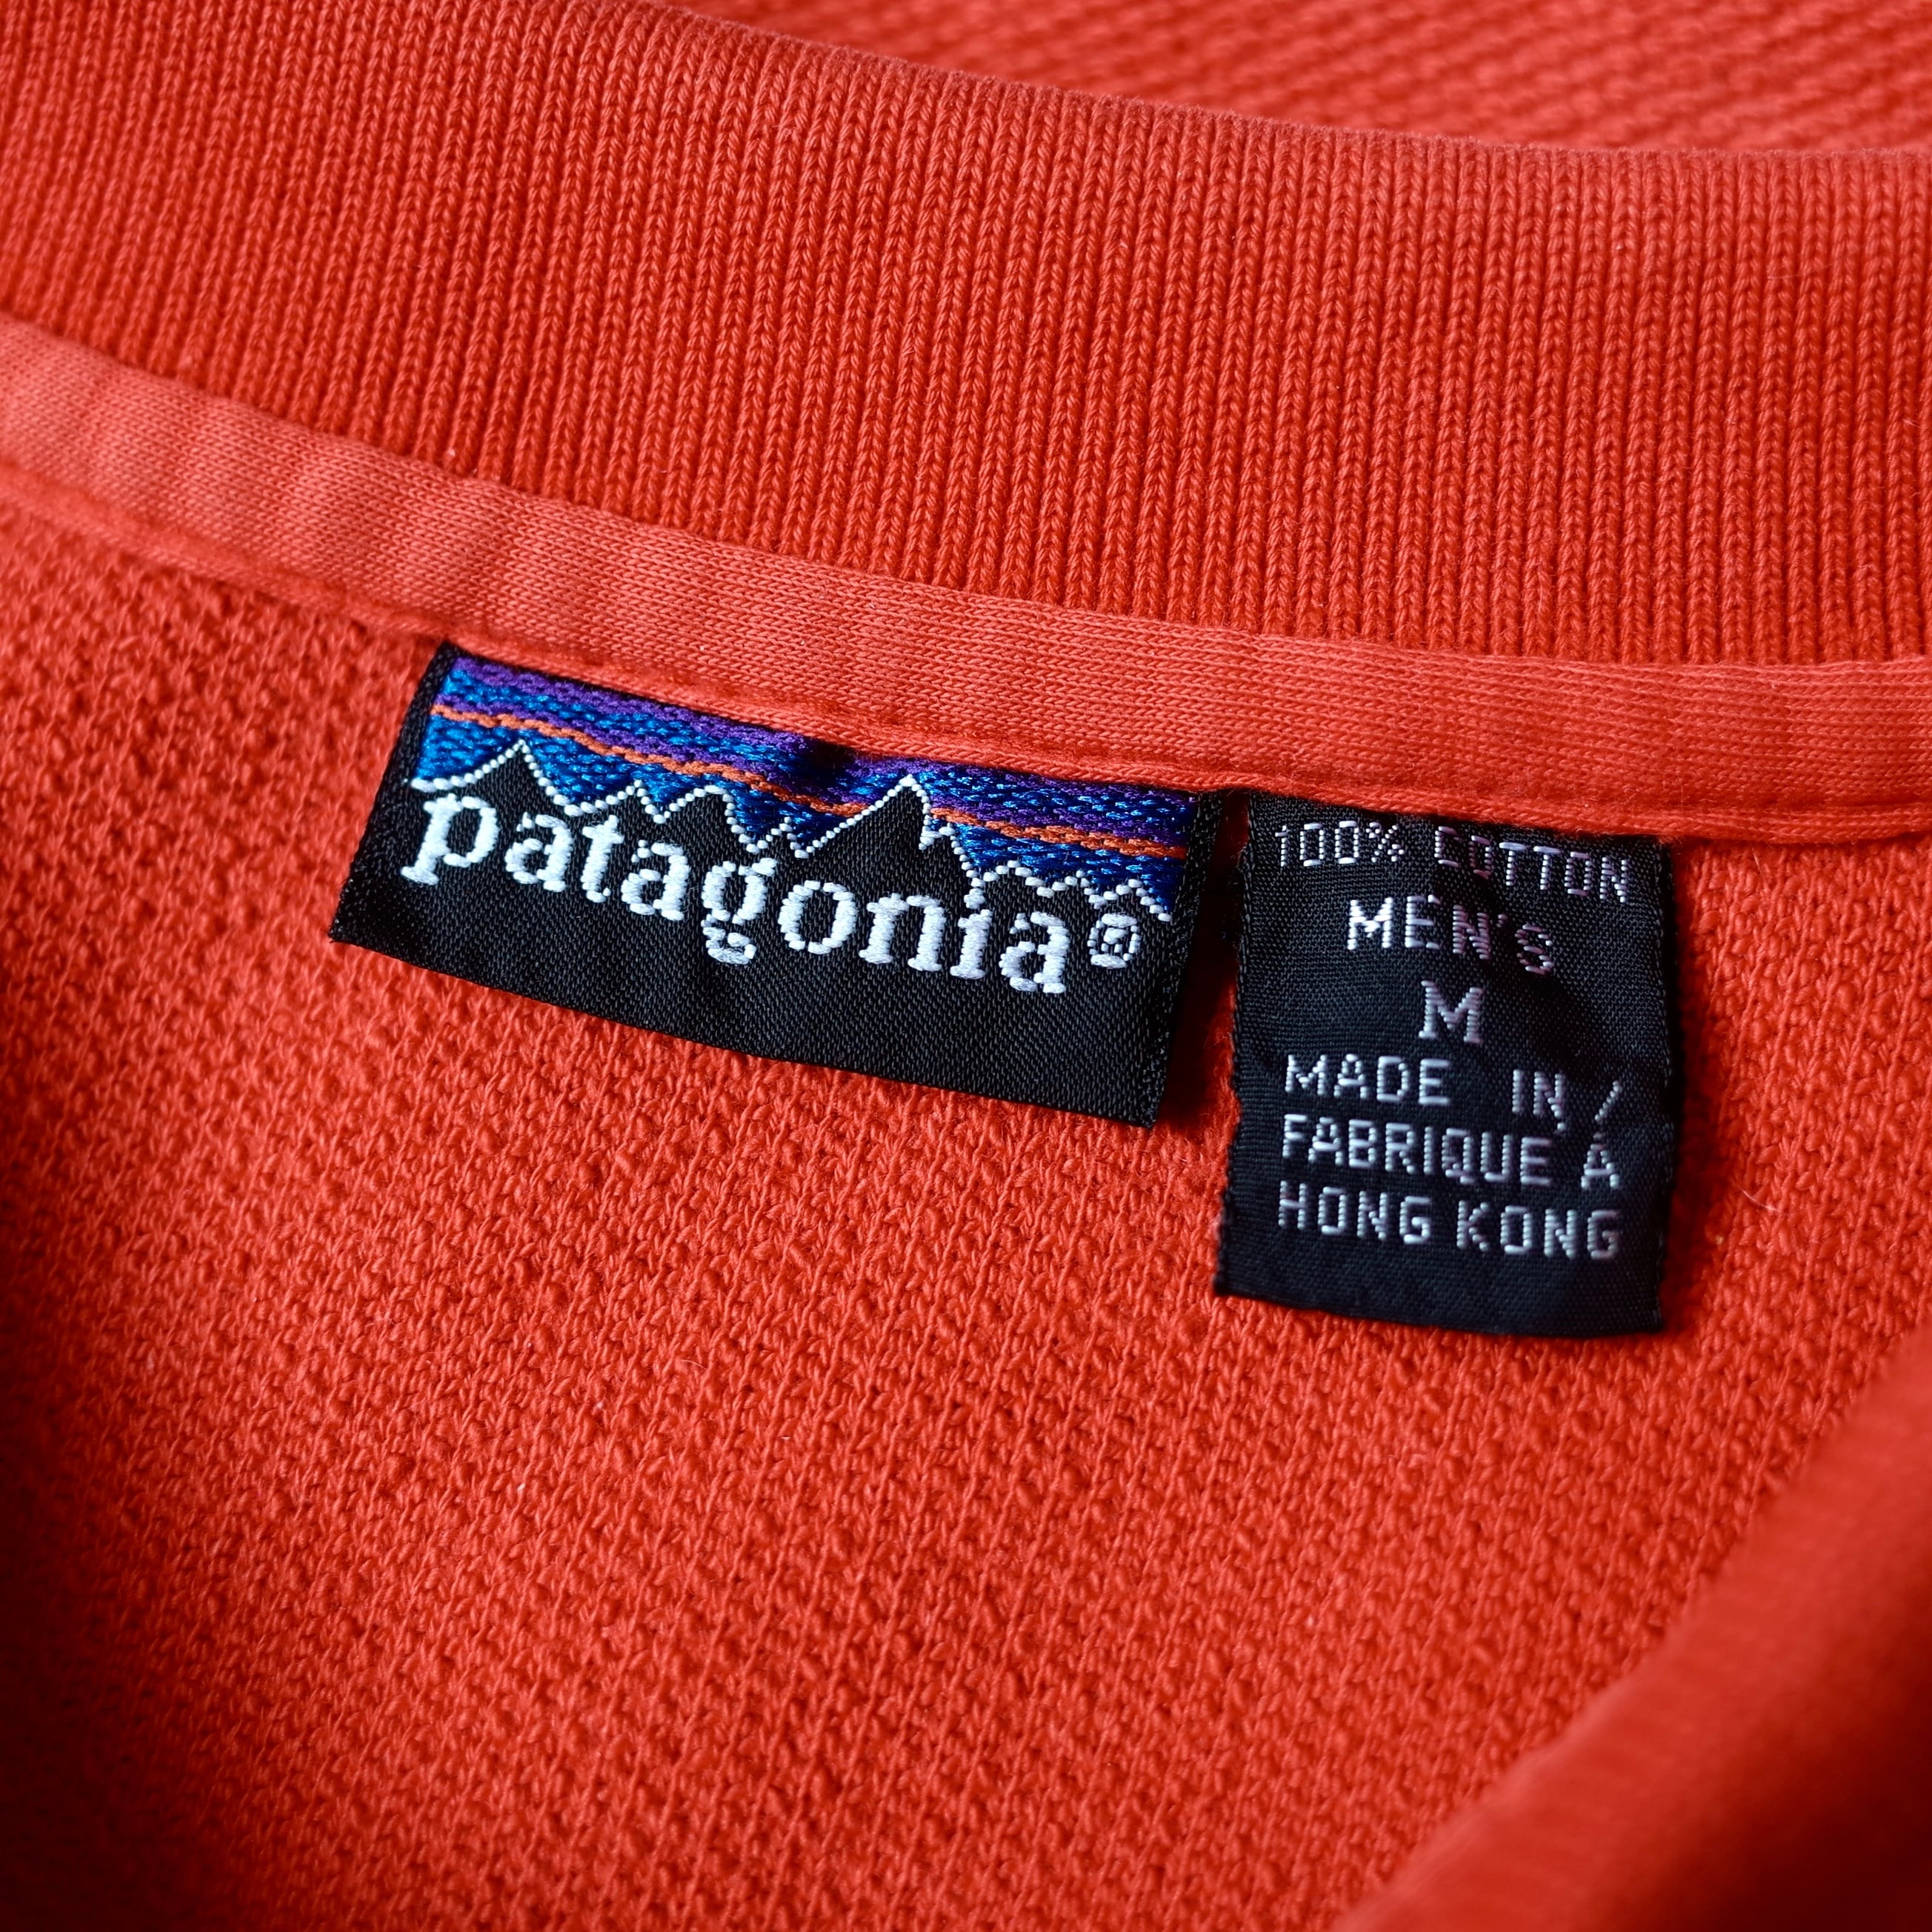 patagonia®
100% COTTON
MEN'S
M
MADE IN /
FABRIQUE À
HONG KONG